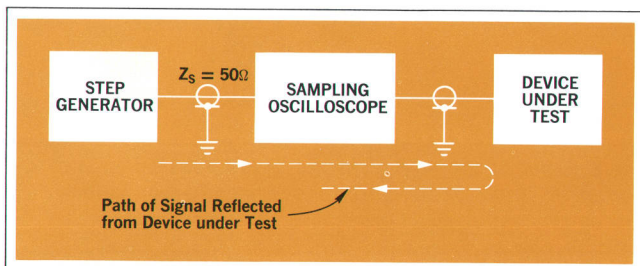 STEP
GENERATOR
Zs = 50Ω
SAMPLING
OSCILLOSCOPE
DEVICE
UNDER
TEST
Path of Signal Reflected
from Device under Test